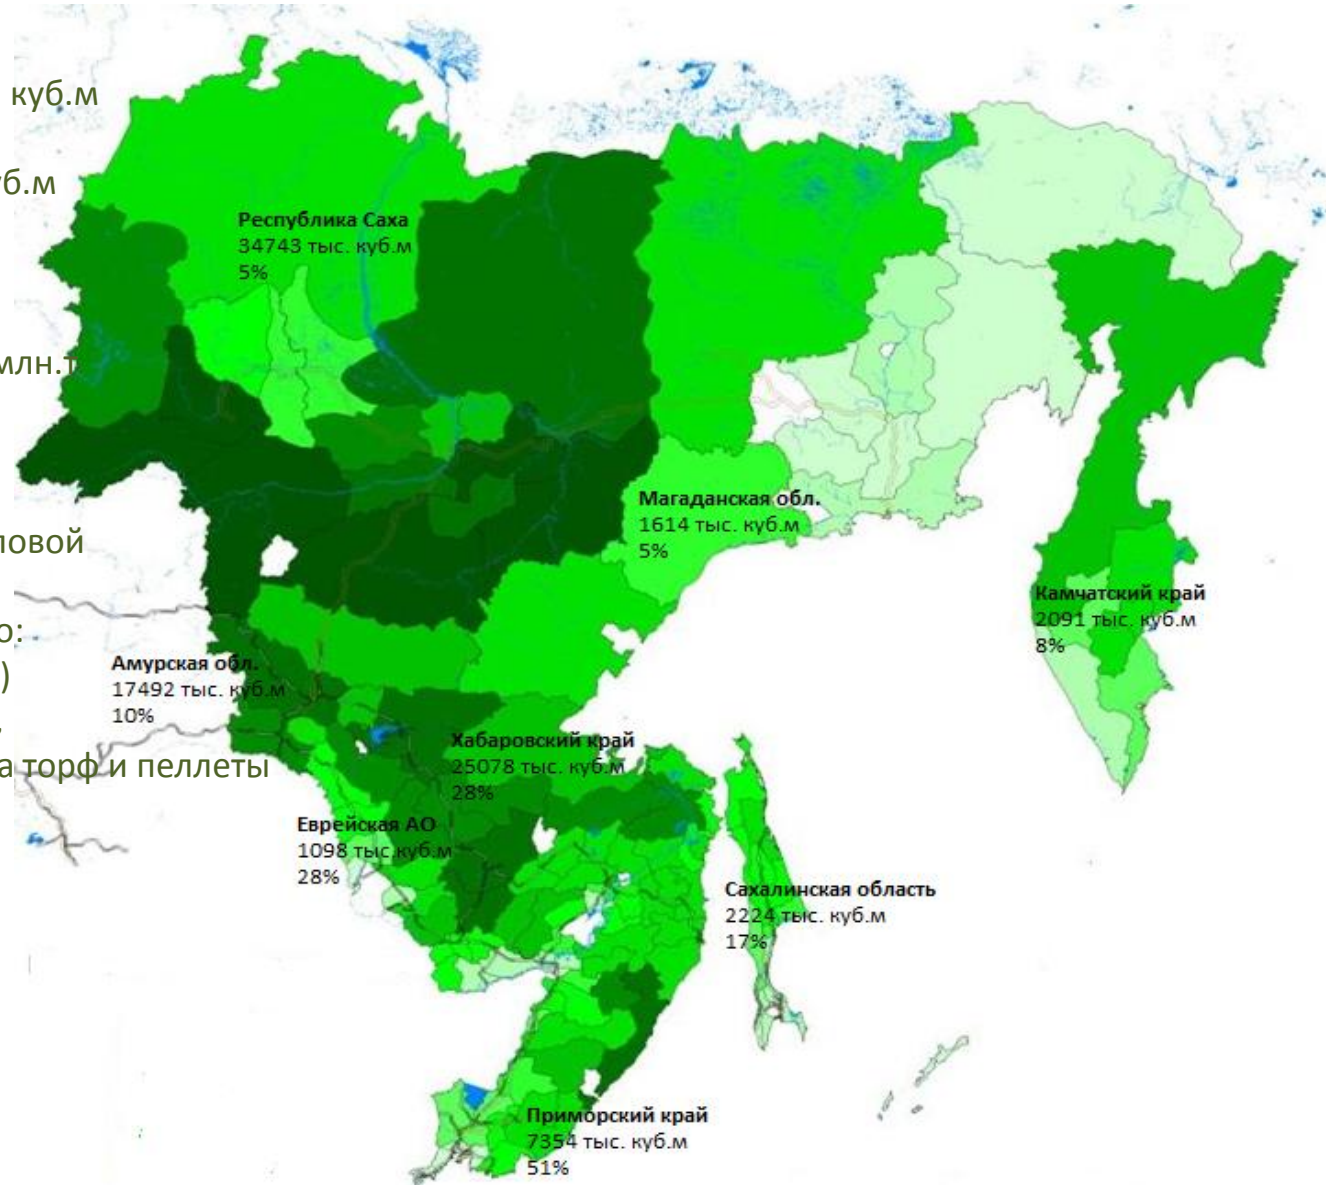 куб.м
Республика Саха
34743 тыс. куб.м
5%
млн.т
Магаданская обл.
1614 тыс. куб.м
5%
Камчатский край
2091 тыс. куб.м
8%
Амурская обл.
17492 тыс. куб.м
10%
а торф и пеллеты
Хабаровский край
25078 тыс. куб.м
28%
Еврейская АО
1098 тыс.куб.м
28%
Сахалинская область
2224 тыс. куб.м
17%
Приморский край
7354 тыс. куб.м
51%